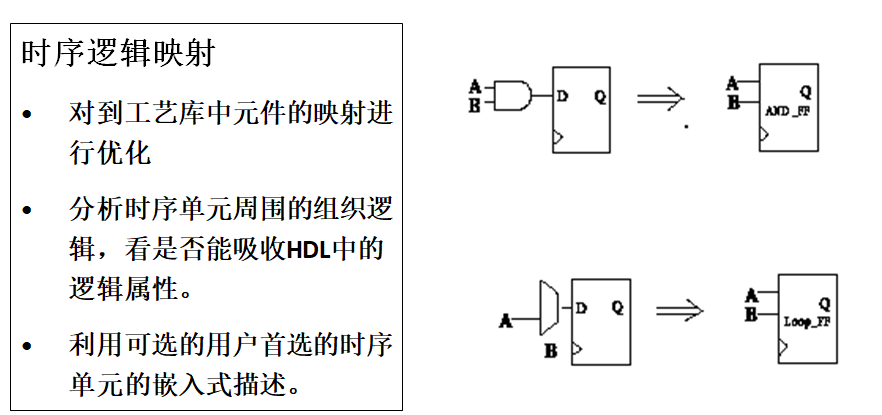 时序逻辑映射
• 对到工艺库中元件的映射进
行优化
• 分析时序单元周围的组织逻
辑，看是否能吸收HDL中的
逻辑属性。
• 利用可选的用户首选的时序
单元的嵌入式描述。
A
B
D Q
A
B
Q
AND_FF
A
B
D Q
A
B
Q
Loop_FF